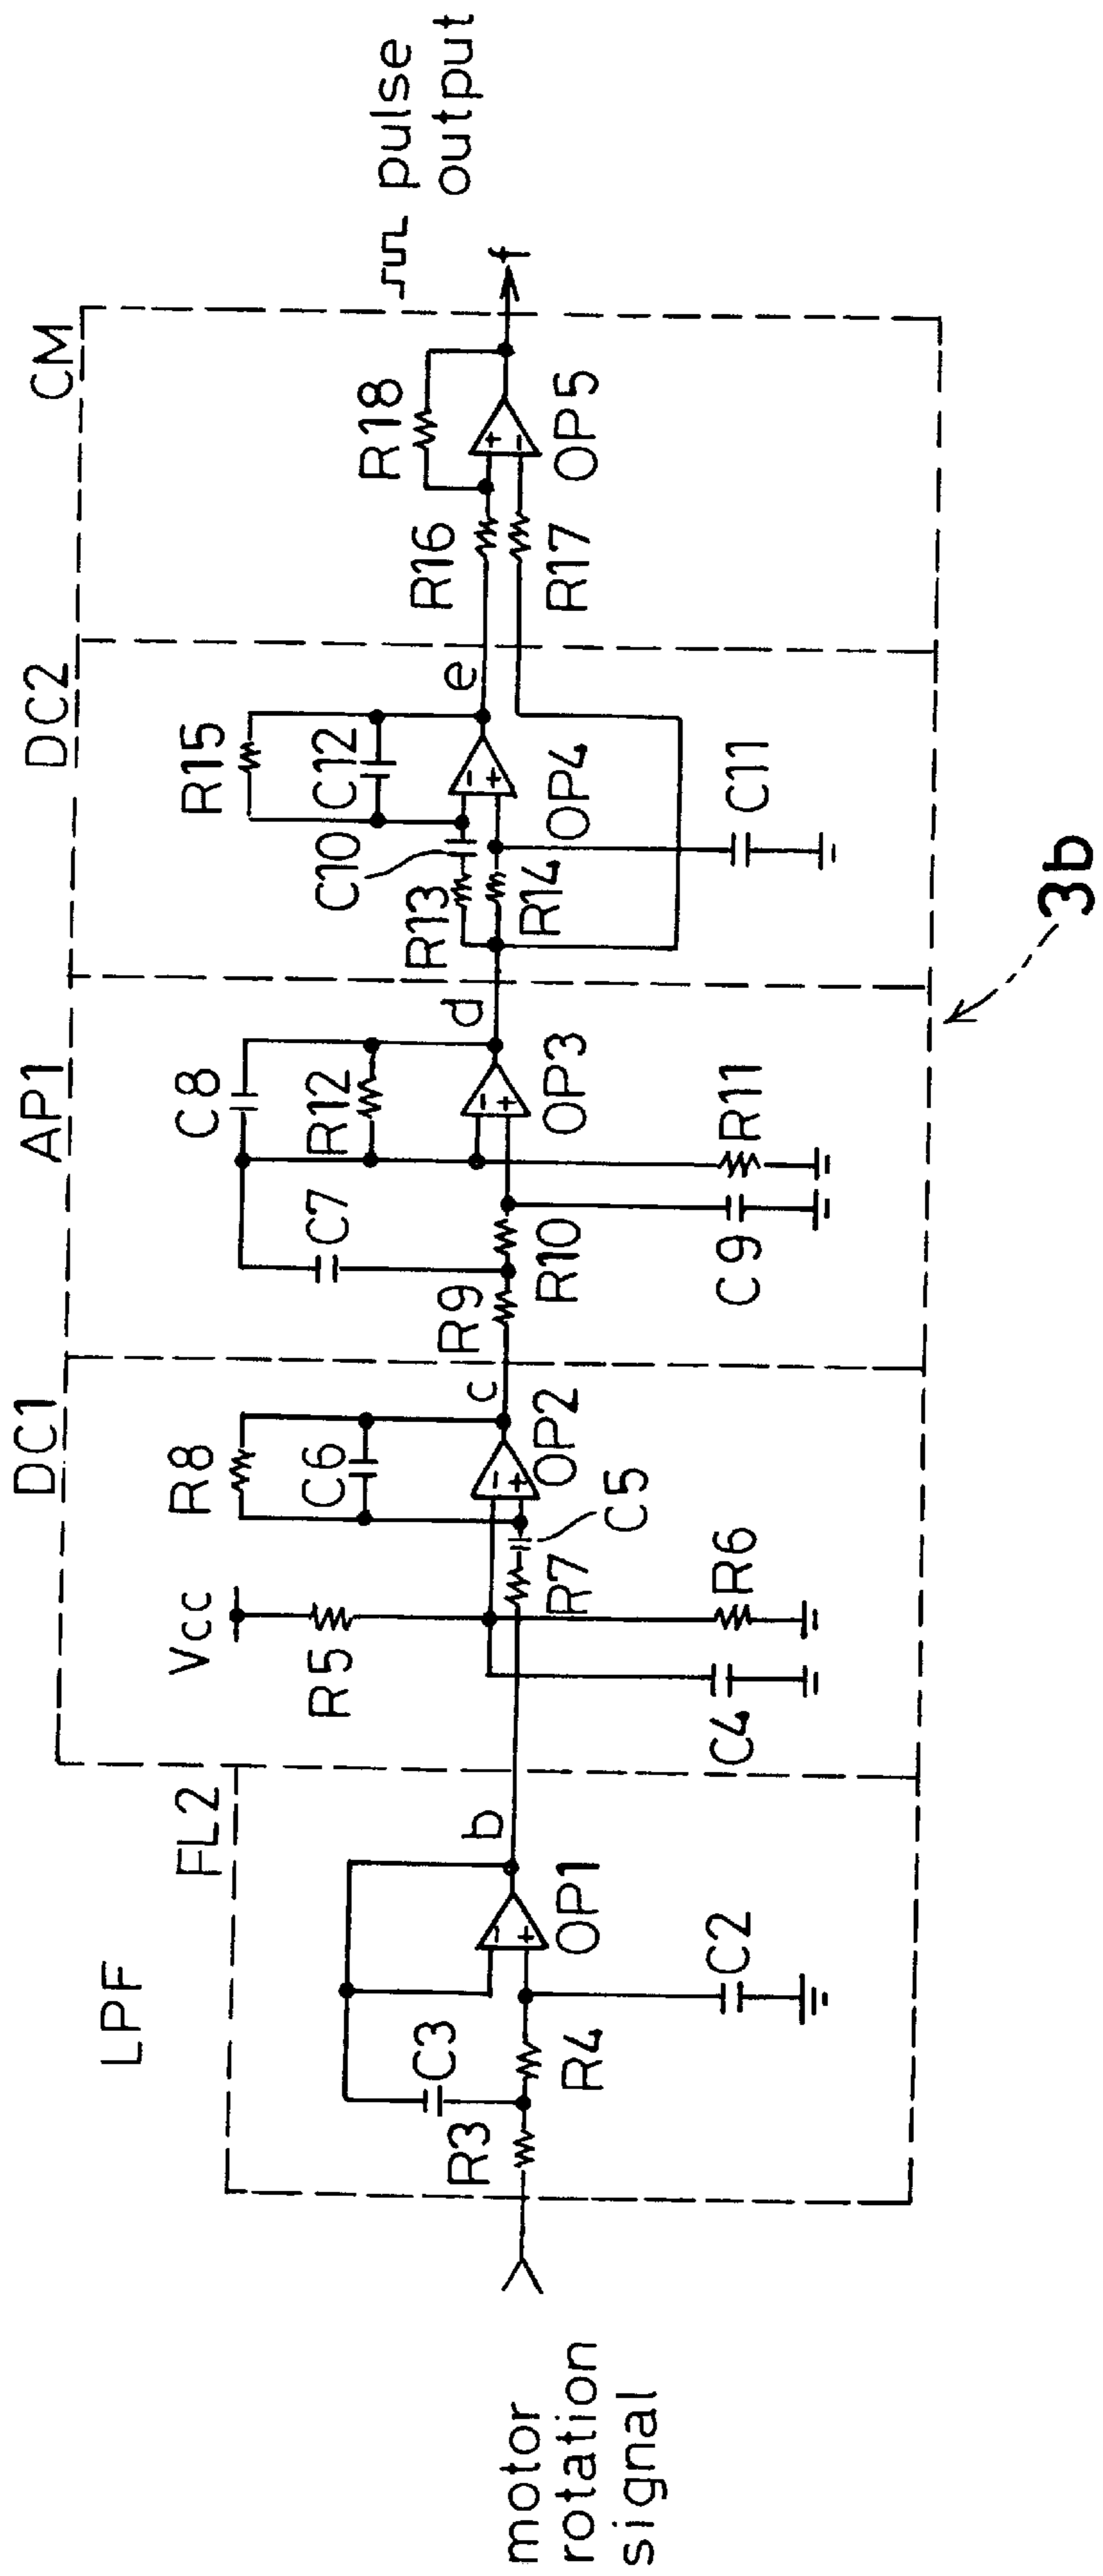 motor
rotation
signal
LPF
FL2
R3
C3
R4
C2
OP1
b
DC1
Vcc
R5
C4
R6
R7
C5
R8
C6
OP2
c
AP1
R9
C7
R10
C9
R11
C8
R12
OP3
d
DC2
R13
C10
R14
R15
C12
OP4
C11
e
CM
R16
R17
R18
OP5
f
pulse
output
3b
- +
- +
- +
- +
+ -